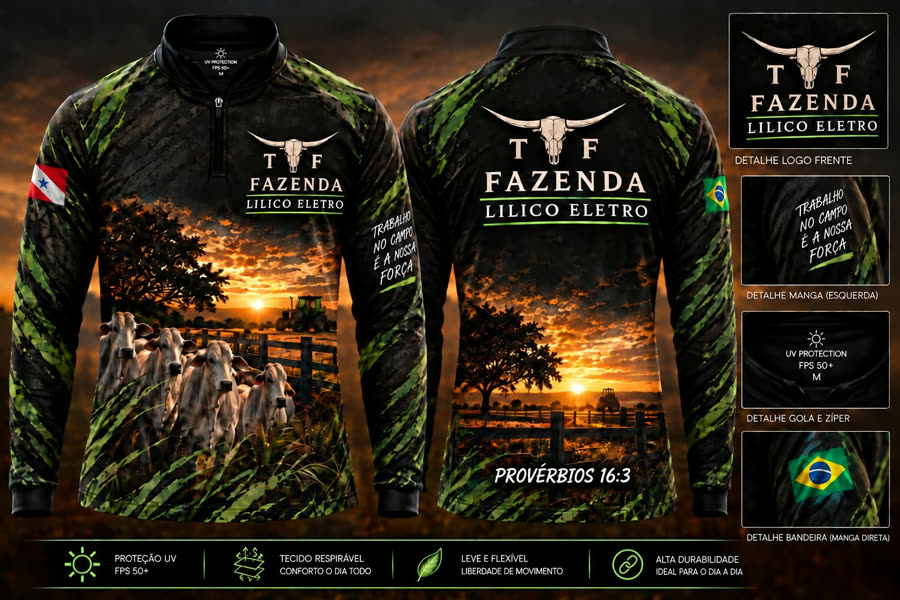 UV PROTECTION
FPS 50+
M
T F
FAZENDA
LILICO ELETRO
TRABALHO
NO CAMPO
É A NOSSA
FORÇA
T F
FAZENDA
LILICO ELETRO
PROVÉRBIOS 16:3
T F
FAZENDA
LILICO ELETRO
DETALHE LOGO FRENTE
TRABALHO
NO CAMPO
É A NOSSA
FORÇA
DETALHE MANGA (ESQUERDA)
UV PROTECTION
FPS 50+
M
DETALHE GOLA E ZÍPER
DETALHE BANDEIRA (MANGA DIRETA)
PROTEÇÃO UV
FPS 50+
TECIDO RESPIRÁVEL
CONFORTO O DIA TODO
LEVE E FLEXÍVEL
LIBERDADE DE MOVIMENTO
ALTA DURABILIDADE
IDEAL PARA O DIA A DIA